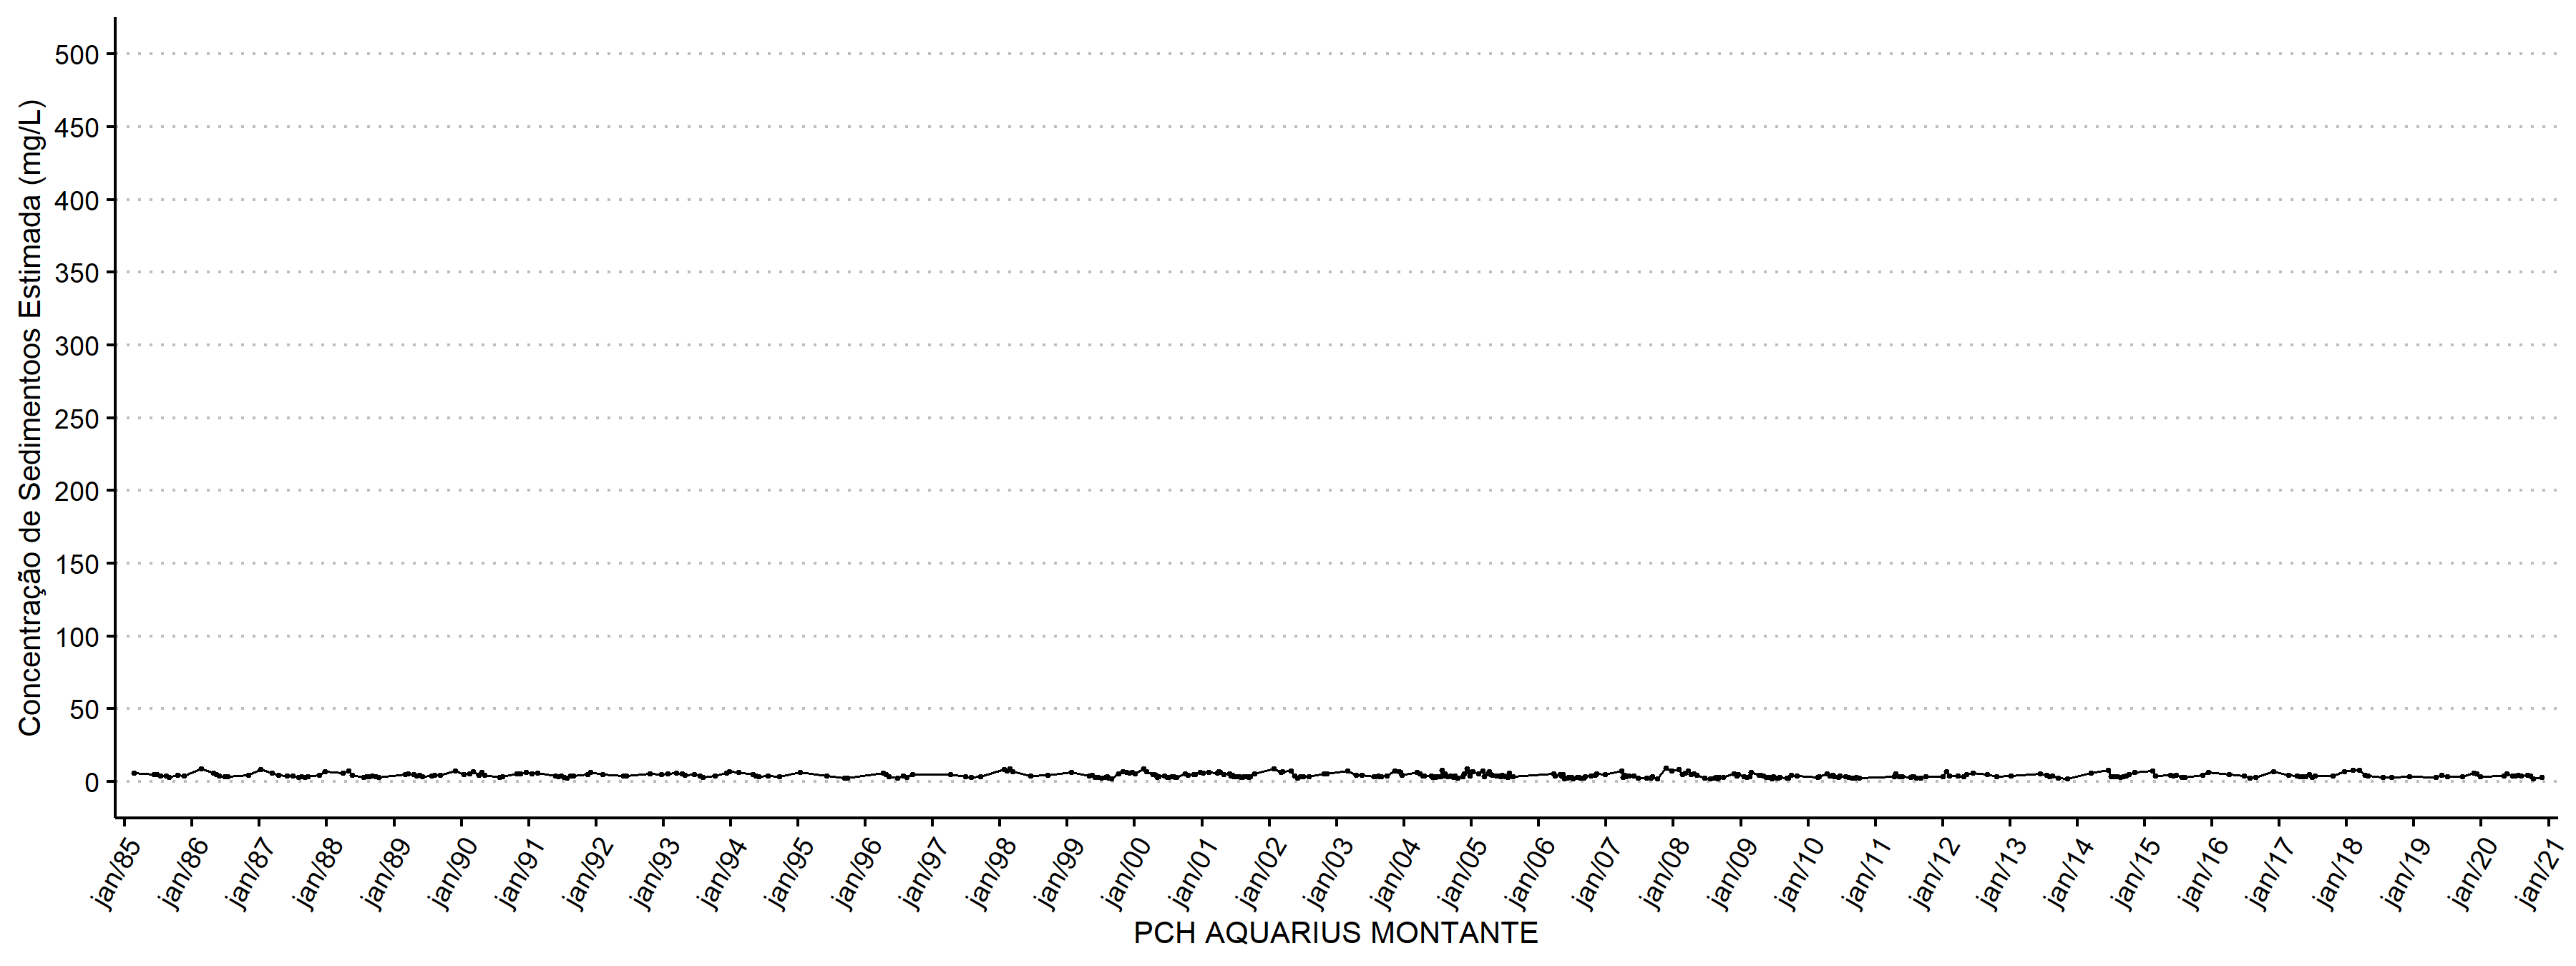 Concentração de Sedimentoos Estimada (mg/L)
500
450
400
350
300
250
200
150
100
50
0
jan/85
jan/86
jan/87
jan/88
jan/89
jan/90
jan/91
jan/92
jan/93
jan/94
jan/95
jan/96
jan/97
jan/98
jan/99
jan/00
jan/01
jan/02
jan/03
jan/04
jan/05
jan/06
jan/07
jan/08
jan/09
jan/10
jan/11
jan/12
jan/13
jan/14
jan/15
jan/16
jan/17
jan/18
jan/19
jan/20
jan/21
PCH AQUARIUS MONTANTE